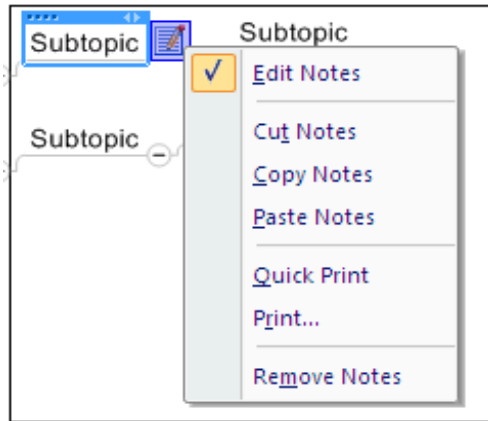 Subtopic
Subtopic
Edit Notes
Subtopic
Cut Notes
Copy Notes
Paste Notes
Quick Print
Print...
Remove Notes